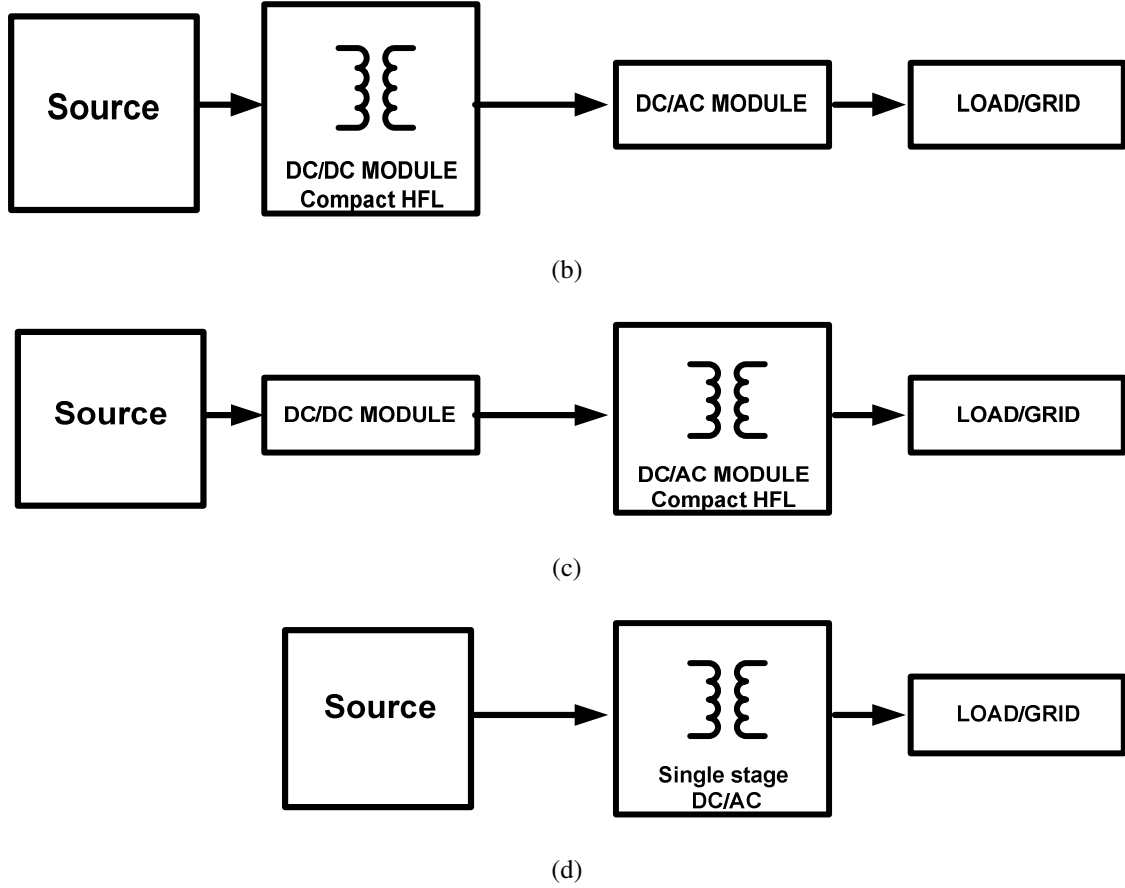 Source
DC/DC MODULE
Compact HFL
DC/AC MODULE
LOAD/GRID
(b)
Source
DC/DC MODULE
DC/AC MODULE
Compact HFL
LOAD/GRID
(c)
Source
Single stage
DC/AC
LOAD/GRID
(d)